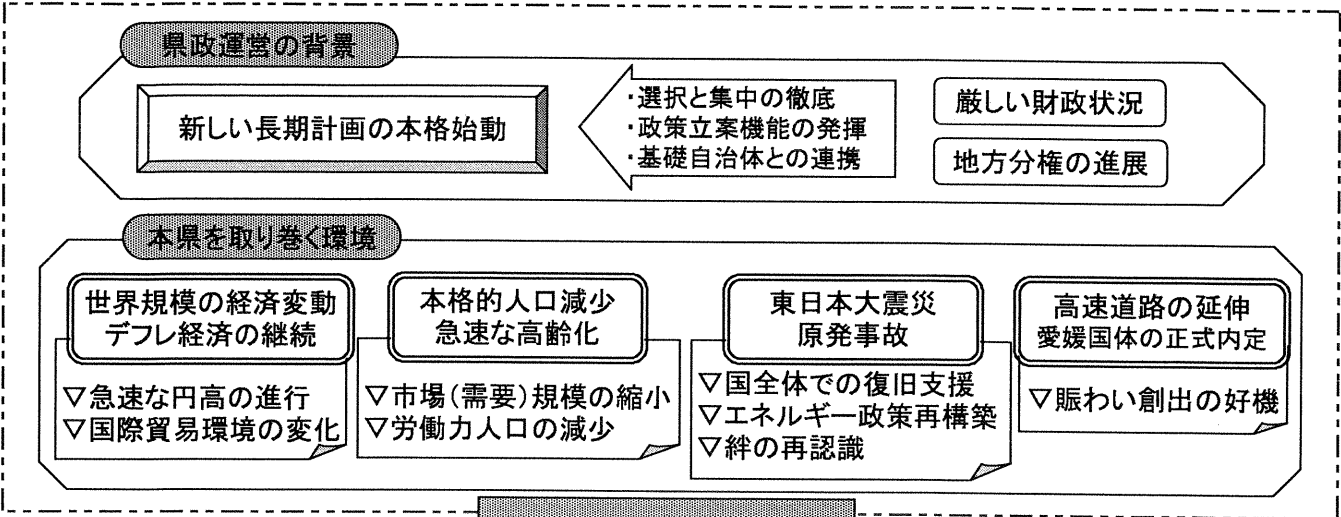 県政運営の背景
新しい長期計画の本格始動
・選択と集中の徹底
・政策立案機能の発揮
・基礎自治体との連携
厳しい財政状況
地方分権の進展
本県を取り巻く環境
世界規模の経済変動
デフレ経済の継続
▽急速な円高の進行
▽国際貿易環境の変化
本格的人口減少
急速な高齢化
▽市場(需要)規模の縮小
▽労働力人口の減少
東日本大震災
原発事故
▽国全体での復旧支援
▽エネルギー政策再構築
▽絆の再認識
高速道路の延伸
愛媛国体の正式内定
▽賑わい創出の好機